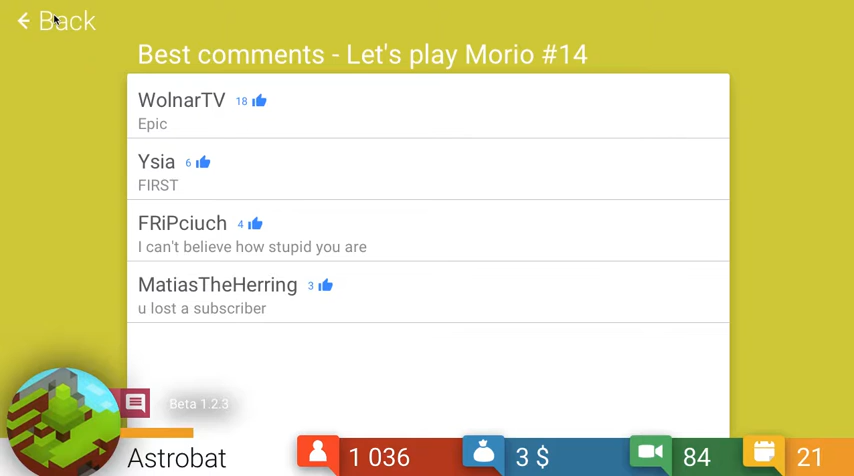 Back
Best comments - Let's play Morio #14
WolnarTV 18
Epic
Ysia 6
FIRST
FRiPciuch 4
I can't believe how stupid you are
MatiasTheHerring 3
u lost a subscriber
Beta 1.2.3
Astrobat 1 036 3 $ 84 21